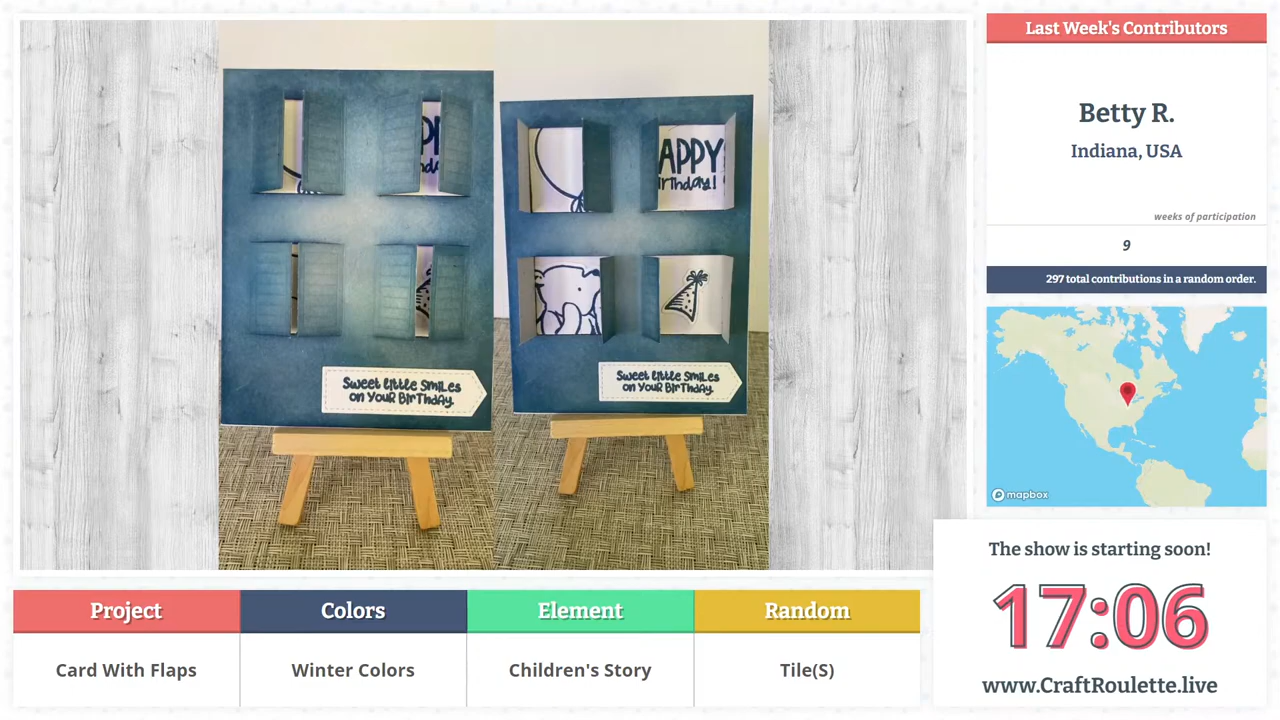 Last Week's Contributors
Betty R.
Indiana, USA
weeks of participation
9
297 total contributions in a random order.
APPY
irthday!
Sweet little Smiles
on Your Birthday.
Sweet little Smiles
on Your Birthday.
mapbox
The show is starting soon!
17:06
www.CraftRoulette.live
Project
Colors
Element
Random
Card With Flaps
Winter Colors
Children's Story
Tile(S)